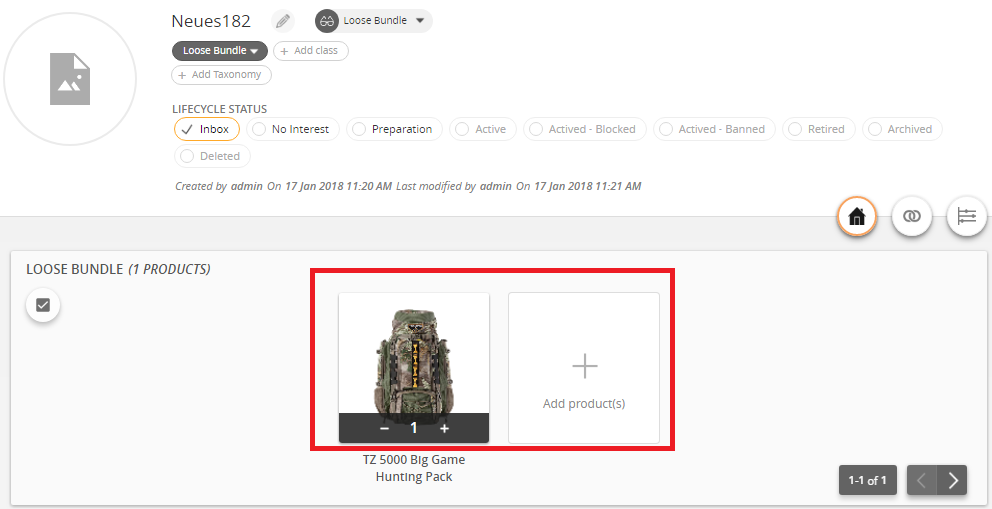 Neues182
Loose Bundle
Loose Bundle
+ Add class
+ Add Taxonomy
LIFECYCLE STATUS
Inbox
No Interest
Preparation
Active
Actived - Blocked
Actived - Banned
Retired
Archived
Deleted
Created by admin On 17 Jan 2018 11:20 AM Last modified by admin On 17 Jan 2018 11:21 AM
LOOSE BUNDLE (1 PRODUCTS)
− 1 +
Add product(s)
TZ 5000 Big Game
Hunting Pack
1-1 of 1